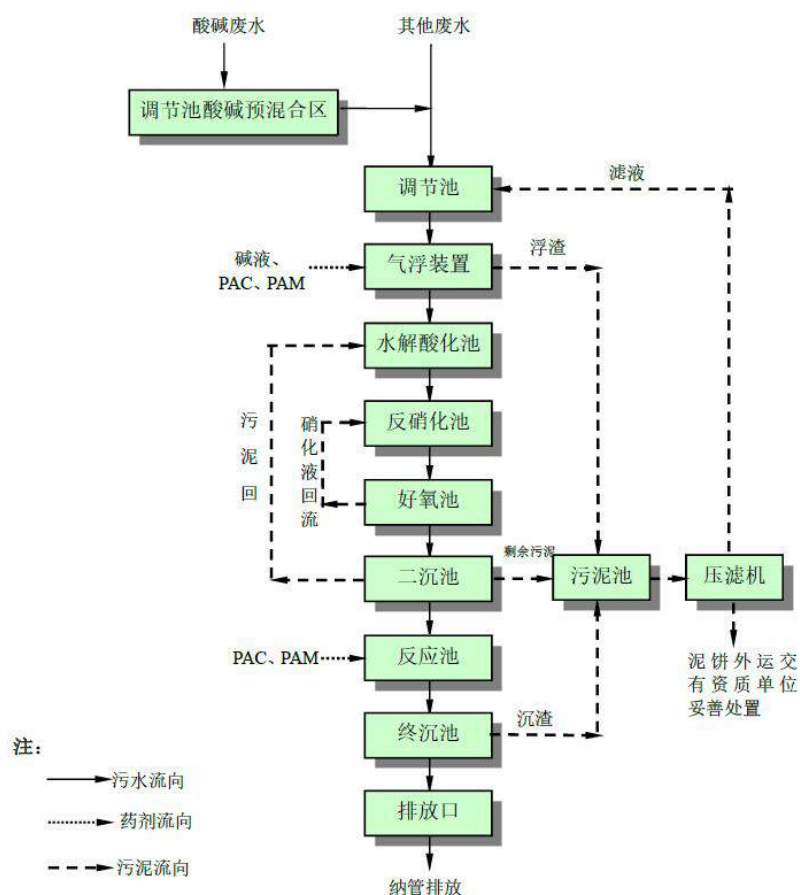 酸碱废水
其他废水
调节池酸碱预混合区
调节池
滤液
碱液、
PAC、PAM
气浮装置
浮渣
水解酸化池
污泥回
硝化液回流
反硝化池
好氧池
二沉池
剩余污泥
污泥池
压滤机
PAC、PAM
反应池
泥饼外运交
有资质单位
妥善处置
终沉池
沉渣
排放口
纳管排放
注：
污水流向
药剂流向
污泥流向